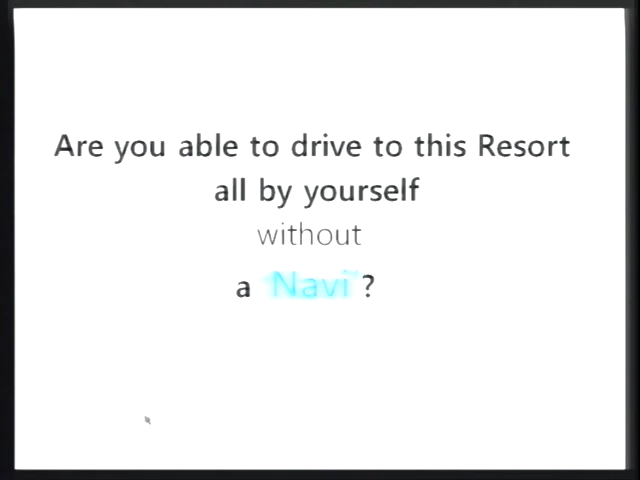 Are you able to drive to this Resort
all by yourself
without
a "Navi"?